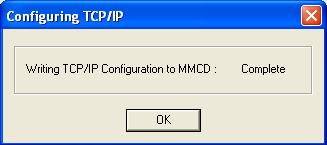 Configuring TCP/IP
Writing TCP/IP Configuration to MMCD : Complete
OK